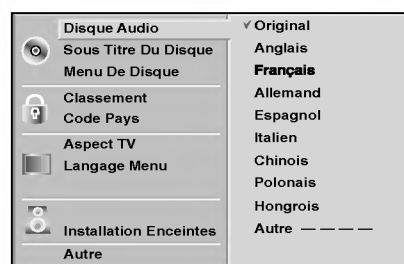 Disque Audio
Sous Titre Du Disque
Menu De Disque
Classement
Code Pays
Aspect TV
Langage Menu
Installation Enceintes
Autre
✓ Original
Anglais
Français
Allemand
Espagnol
Italien
Chinois
Polonais
Hongrois
Autre — — — —